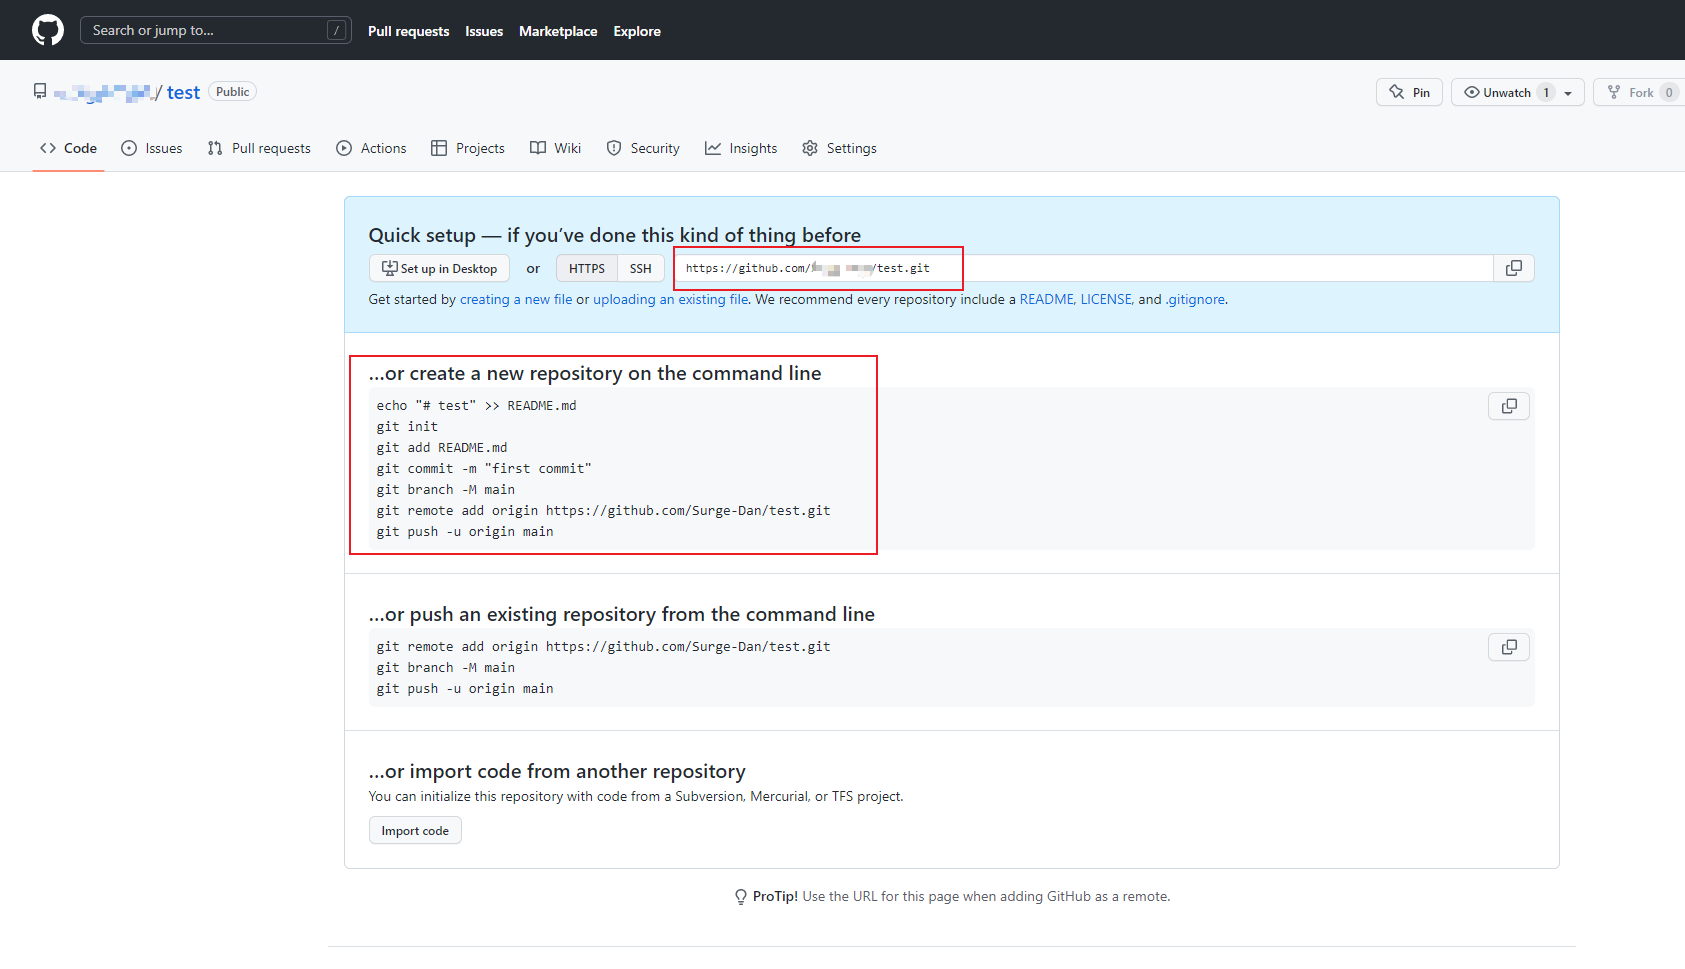 Search or jump to... / Pull requests Issues Marketplace Explore
/ test Public Pin Unwatch 1 Fork 0
Code Issues Pull requests Actions Projects Wiki Security Insights Settings
Quick setup — if you’ve done this kind of thing before
Set up in Desktop or HTTPS SSH https://github.com/ /test.git
Get started by creating a new file or uploading an existing file. We recommend every repository include a README, LICENSE, and .gitignore.
…or create a new repository on the command line
echo "# test" >> README.md
git init
git add README.md
git commit -m "first commit"
git branch -M main
git remote add origin https://github.com/Surge-Dan/test.git
git push -u origin main
…or push an existing repository from the command line
git remote add origin https://github.com/Surge-Dan/test.git
git branch -M main
git push -u origin main
…or import code from another repository
You can initialize this repository with code from a Subversion, Mercurial, or TFS project.
Import code
ProTip! Use the URL for this page when adding GitHub as a remote.